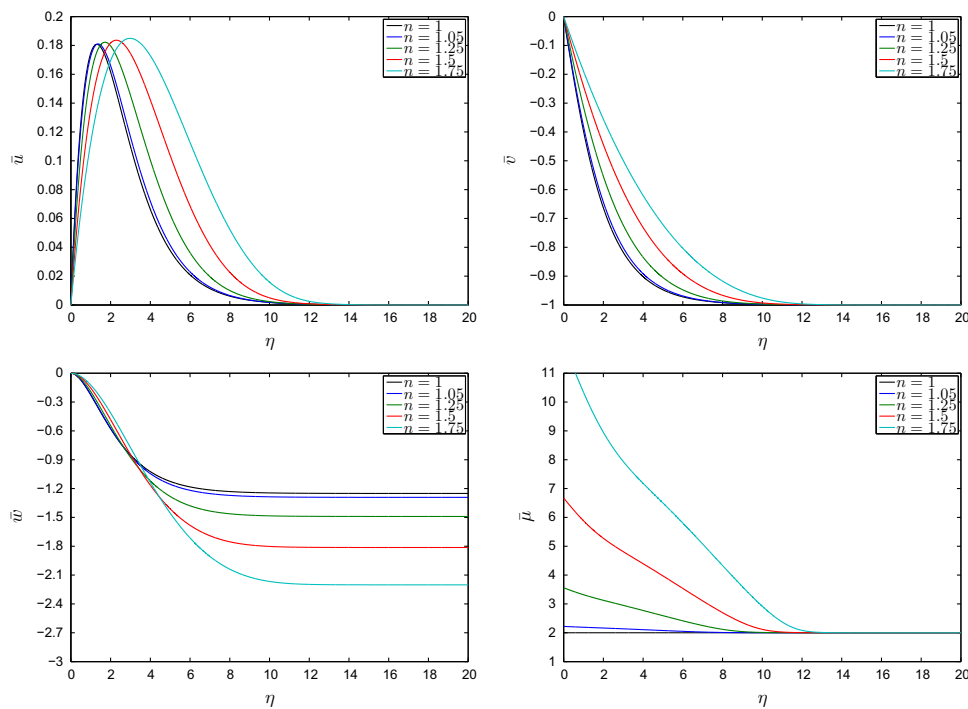 0.2
0.18
0.16
0.14
0.12
0.1
0.08
0.06
0.04
0.02
0
ū
0 2 4 6 8 10 12 14 16 18 20
η
n = 1
n = 1.05
n = 1.25
n = 1.5
n = 1.75
−0
−0.1
−0.2
−0.3
−0.4
−0.5
−0.6
−0.7
−0.8
−0.9
−1
v̄
0 2 4 6 8 10 12 14 16 18 20
η
n = 1
n = 1.05
n = 1.25
n = 1.5
n = 1.75
0
−0.3
−0.6
−0.9
−1.2
−1.5
−1.8
−2.1
−2.4
−2.7
−3
w̄
0 2 4 6 8 10 12 14 16 18 20
η
n = 1
n = 1.05
n = 1.25
n = 1.5
n = 1.75
11
10
9
8
7
6
5
4
3
2
1
μ̄
0 2 4 6 8 10 12 14 16 18 20
η
n = 1
n = 1.05
n = 1.25
n = 1.5
n = 1.75